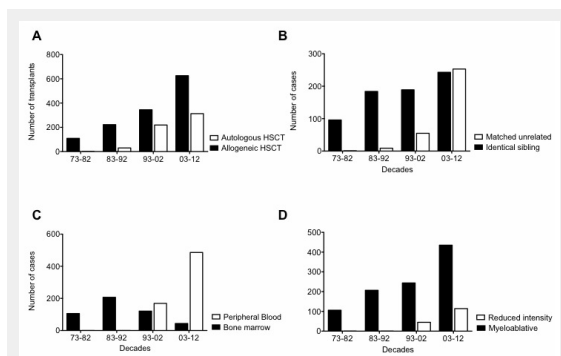 A
Number of transplants
800
600
400
200
0
73-82
83-92
93-02
03-12
Decades
Autologous HSCT
Allogeneic HSCT
B
Number of cases
300
200
100
0
73-82
83-92
93-02
03-12
Decades
Matched unrelated
Identical sibling
C
Number of cases
600
400
200
0
73-82
83-92
93-02
03-12
Decades
Peripheral Blood
Bone marrow
D
Number of cases
500
400
300
200
100
0
73-82
83-92
93-02
03-12
Decades
Reduced intensity
Myeloablative